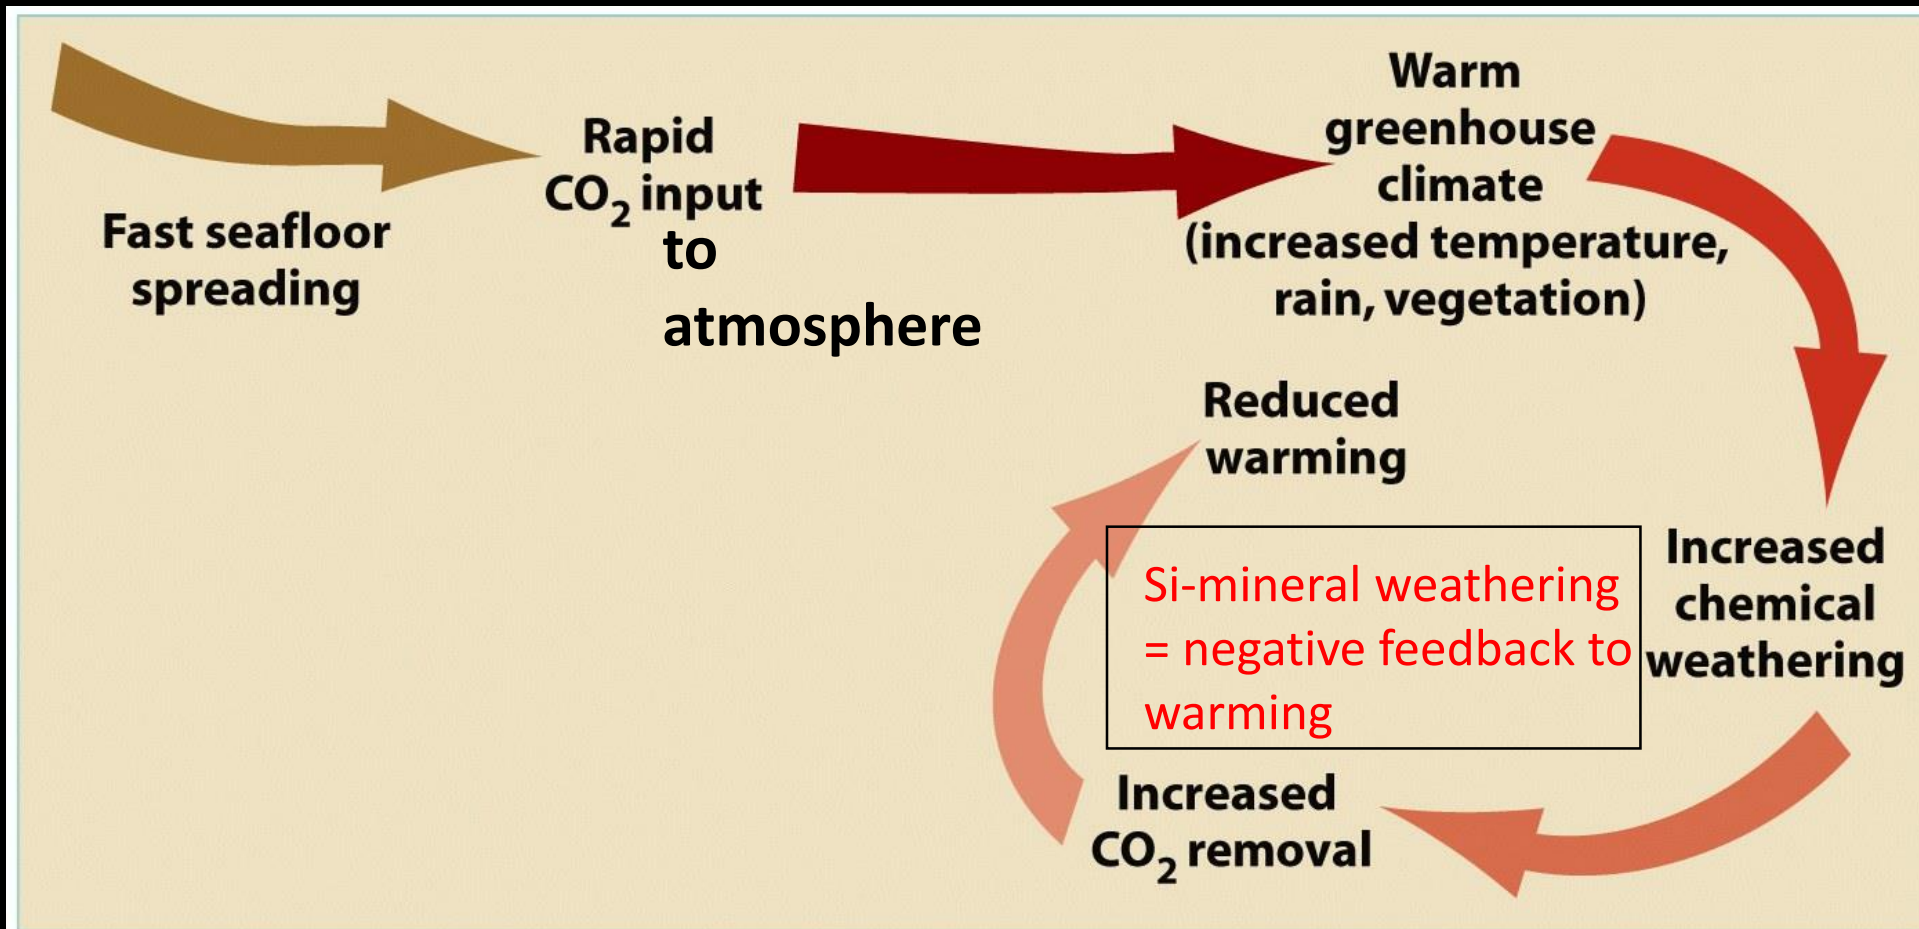 Fast seafloor
spreading
Rapid
CO₂ input
to
atmosphere
Warm
greenhouse
climate
(increased temperature,
rain, vegetation)
Increased
chemical
weathering
Increased
CO₂ removal
Reduced
warming
Si-mineral weathering
= negative feedback to
warming